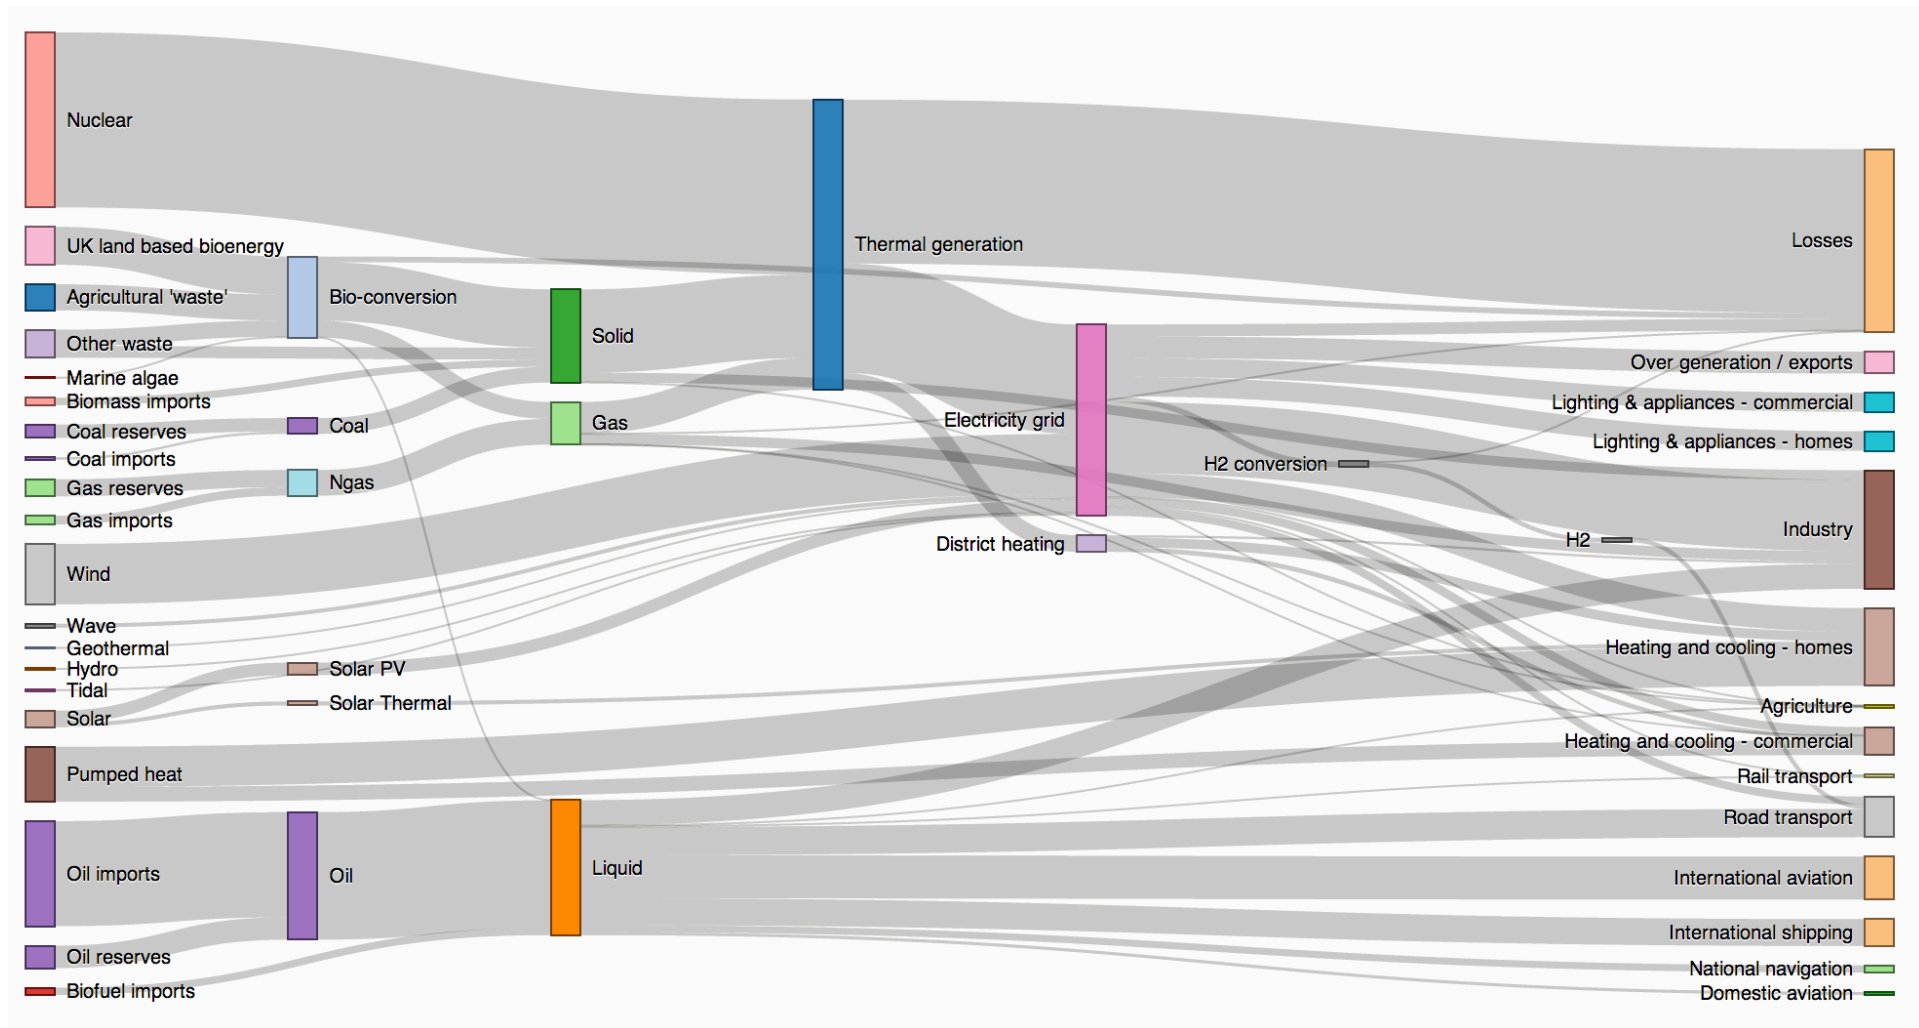 Nuclear
UK land based bioenergy
Agricultural 'waste'
Other waste
Marine algae
Biomass imports
Coal reserves
Coal imports
Gas reserves
Gas imports
Wind
Wave
Geothermal
Hydro
Tidal
Solar
Pumped heat
Oil imports
Oil reserves
Biofuel imports
Bio-conversion
Coal
Ngas
Solar PV
Solar Thermal
Oil
Solid
Gas
Liquid
Thermal generation
Electricity grid
District heating
H2 conversion
H2
Losses
Over generation / exports
Lighting & appliances - commercial
Lighting & appliances - homes
Industry
Heating and cooling - homes
Agriculture
Heating and cooling - commercial
Rail transport
Road transport
International aviation
International shipping
National navigation
Domestic aviation